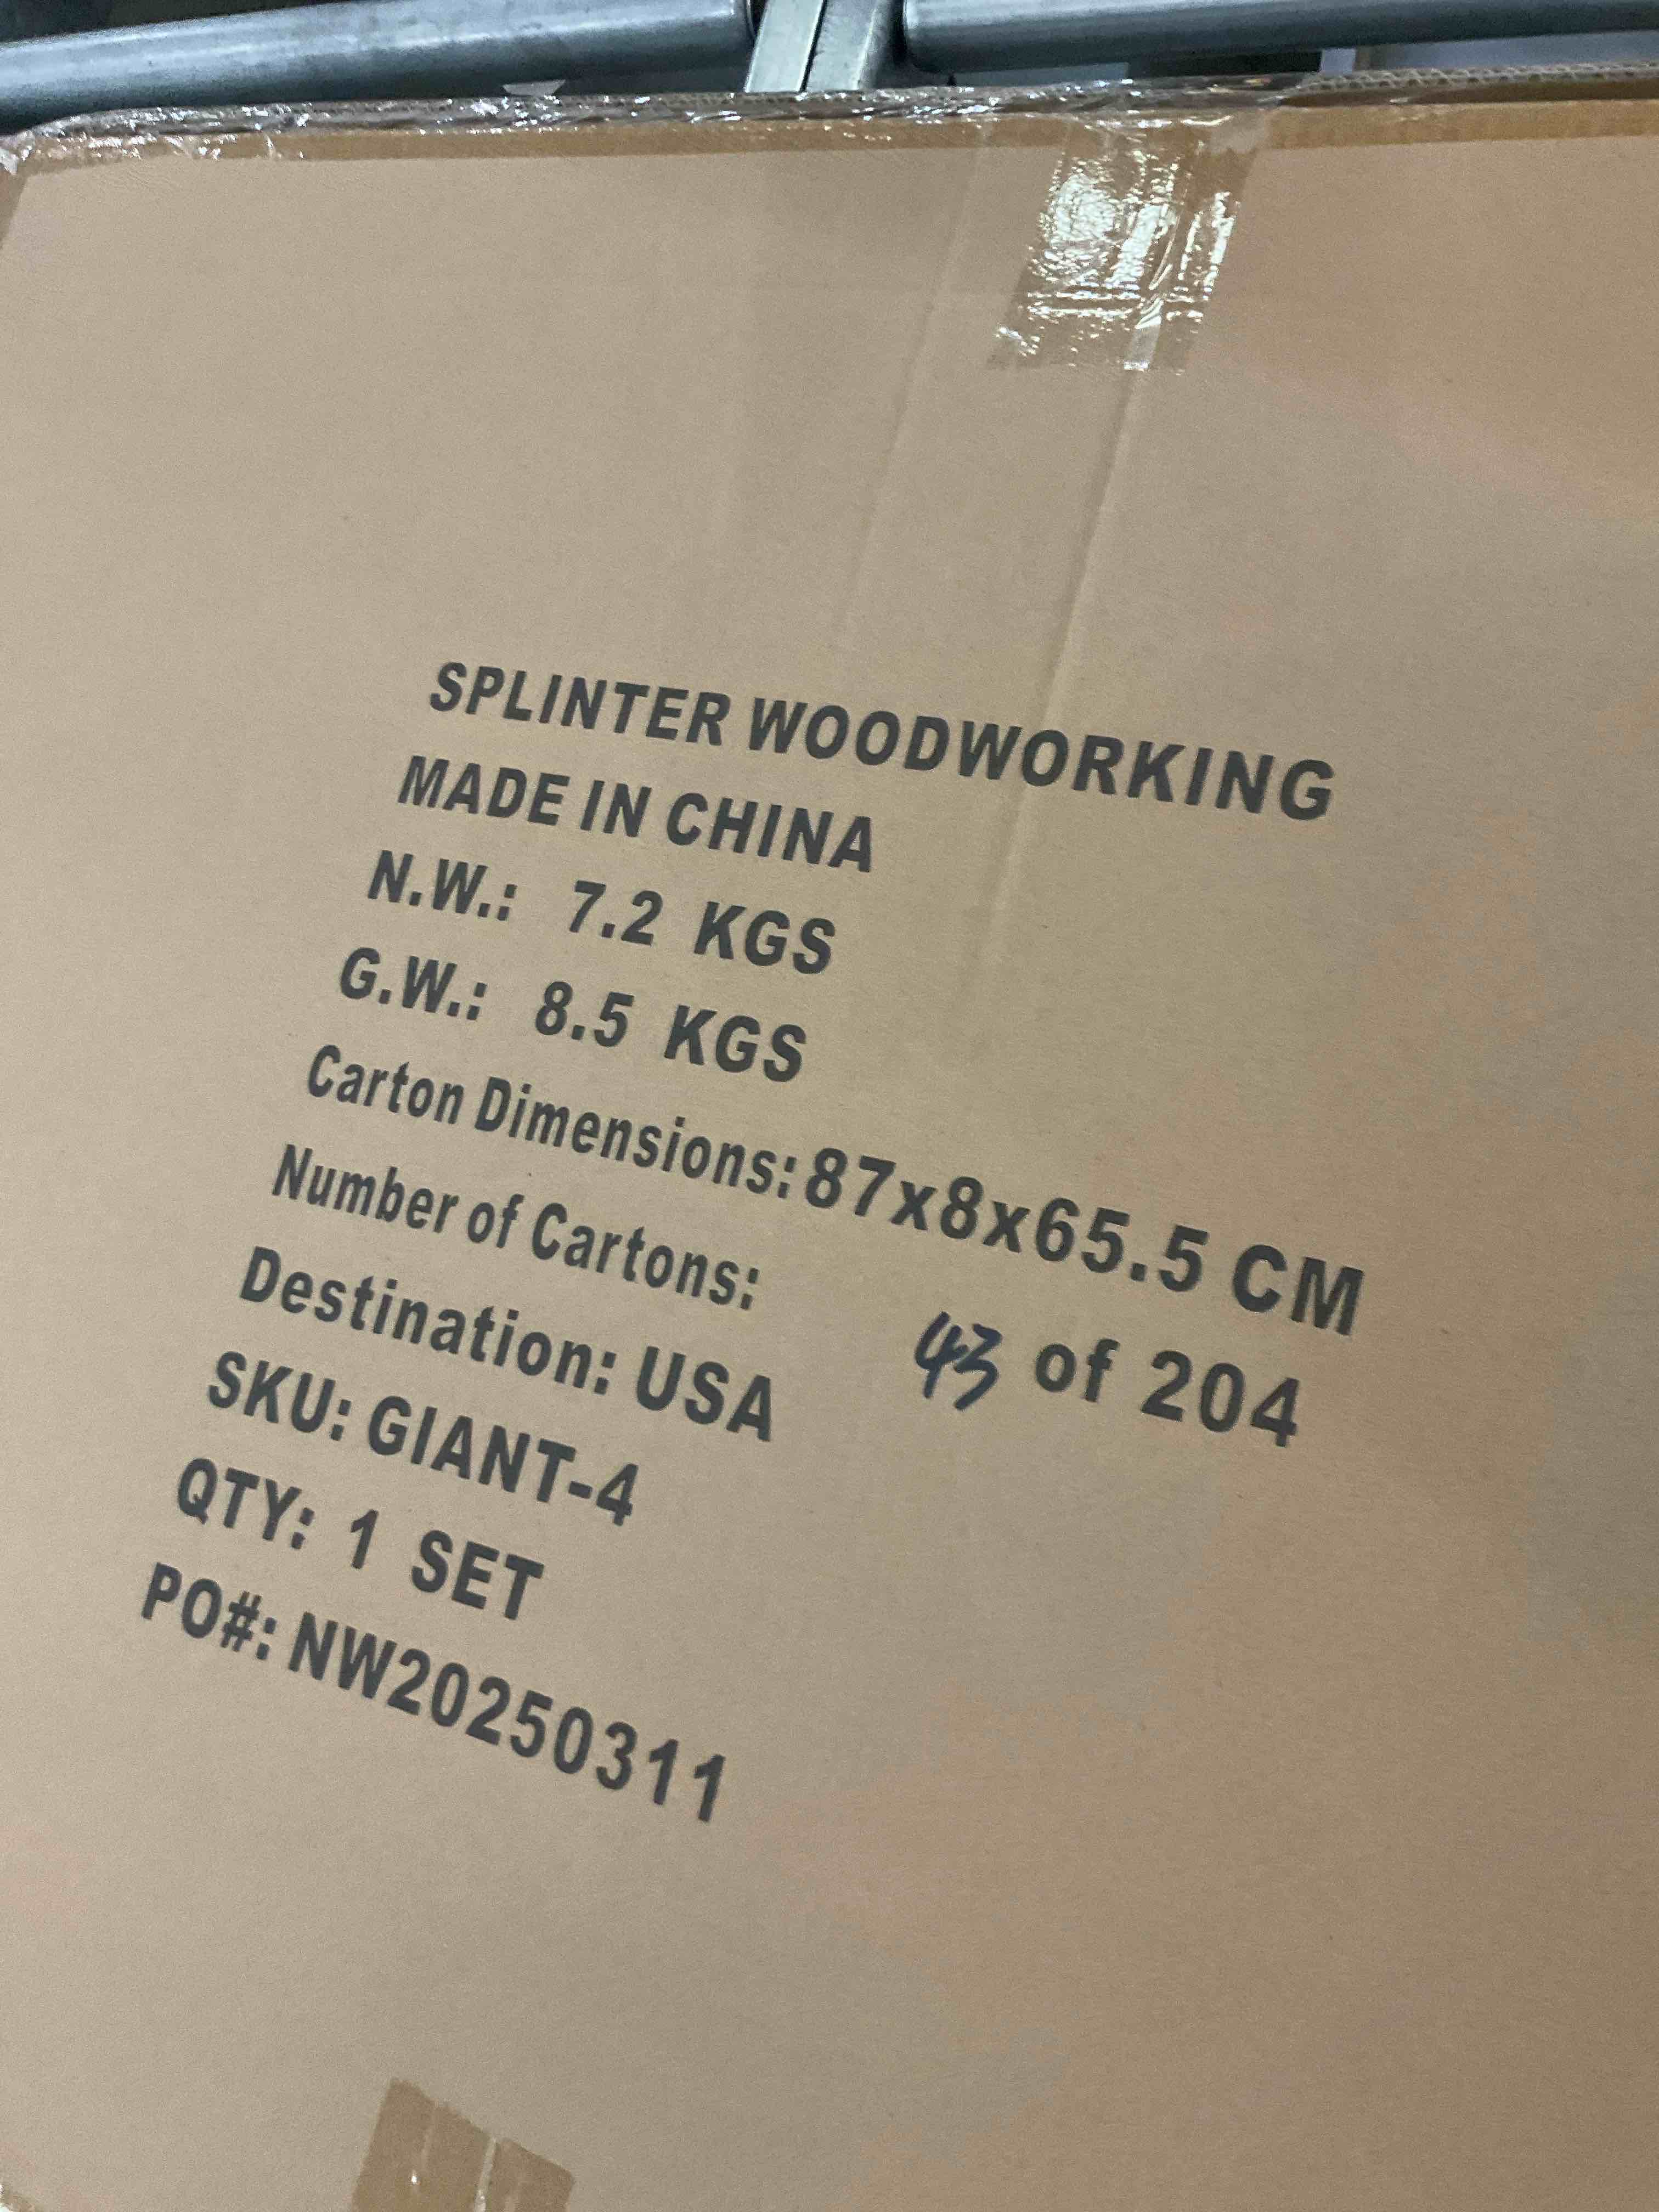 SPLINTER WOODWORKING
MADE IN CHINA
N.W.: 7.2 KGS
G.W.: 8.5 KGS
Carton Dimensions: 87x8x65.5 CM
Number of Cartons: 43 of 204
Destination: USA
SKU: GIANT-4
QTY: 1 SET
PO#: NW20250311